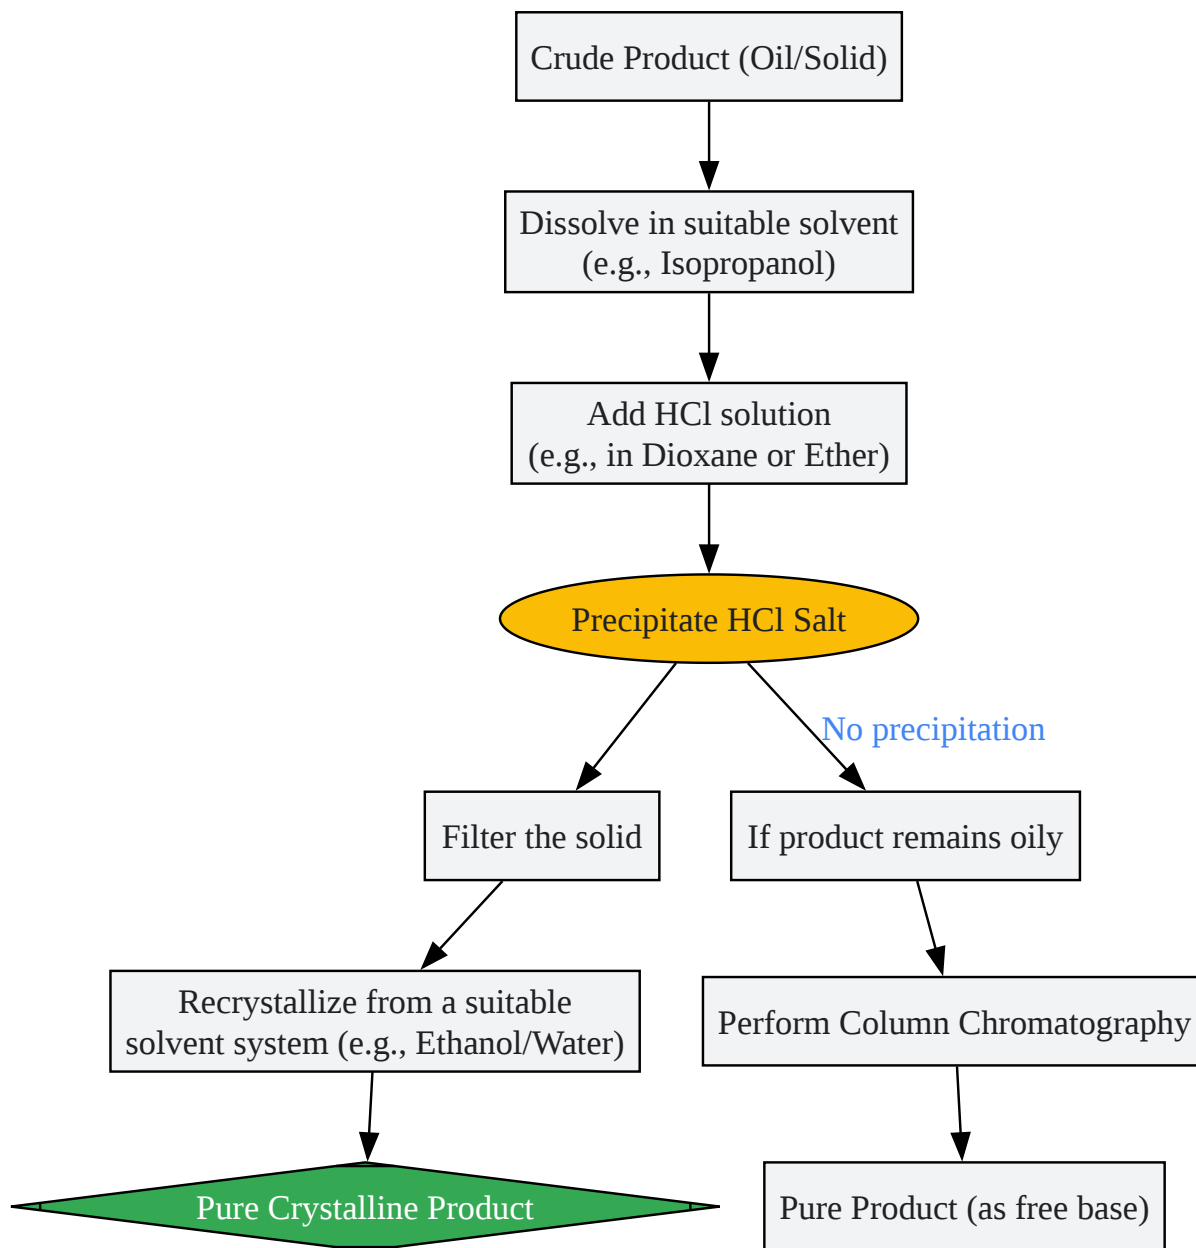 Crude Product (Oil/Solid)
Dissolve in suitable solvent
(e.g., Isopropanol)
Add HCl solution
(e.g., in Dioxane or Ether)
Precipitate HCl Salt
No precipitation
Filter the solid
If product remains oily
Recrystallize from a suitable
solvent system (e.g., Ethanol/Water)
Perform Column Chromatography
Pure Crystalline Product
Pure Product (as free base)